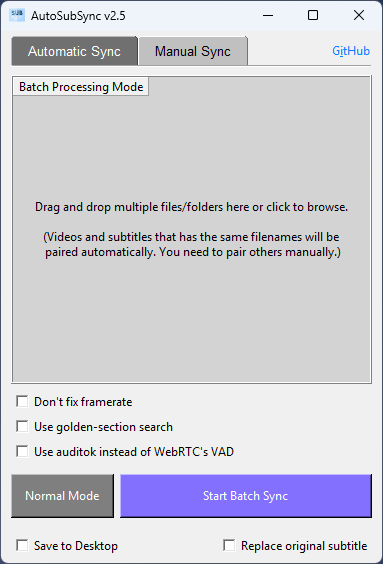 SUB
AutoSubSync v2.5
Automatic Sync
Manual Sync
GitHub
Batch Processing Mode
Drag and drop multiple files/folders here or click to browse.
(Videos and subtitles that has the same filenames will be
paired automatically. You need to pair others manually.)
Don't fix framerate
Use golden-section search
Use auditok instead of WebRTC's VAD
Normal Mode
Start Batch Sync
Save to Desktop
Replace original subtitle